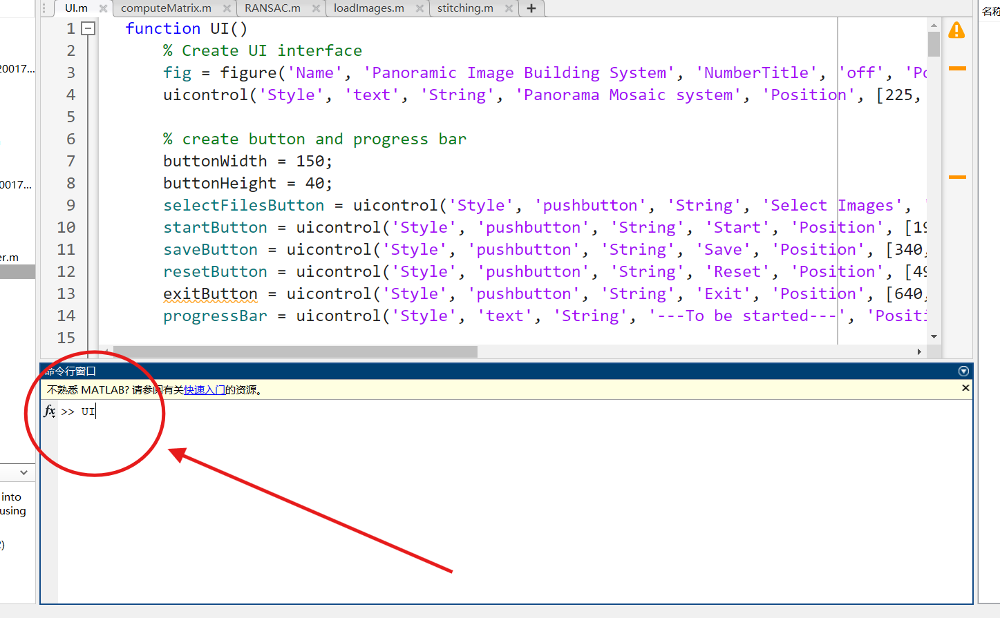 UI.m computeMatrix.m RANSAC.m loadImages.m stitching.m +
名称
20017...
0017...
er.m
into
using
2)
1 function UI()
2 % Create UI interface
3 fig = figure('Name', 'Panoramic Image Building System', 'NumberTitle', 'off', 'Po
4 uicontrol('Style', 'text', 'String', 'Panorama Mosaic system', 'Position', [225,
5
6 % create button and progress bar
7 buttonWidth = 150;
8 buttonHeight = 40;
9 selectFilesButton = uicontrol('Style', 'pushbutton', 'String', 'Select Images', '
10 startButton = uicontrol('Style', 'pushbutton', 'String', 'Start', 'Position', [19
11 saveButton = uicontrol('Style', 'pushbutton', 'String', 'Save', 'Position', [340,
12 resetButton = uicontrol('Style', 'pushbutton', 'String', 'Reset', 'Position', [49
13 exitButton = uicontrol('Style', 'pushbutton', 'String', 'Exit', 'Position', [640,
14 progressBar = uicontrol('Style', 'text', 'String', '---To be started---', 'Positi
15
命令行窗口
不熟悉 MATLAB? 请参阅有关快速入门的资源。
fx >> UI